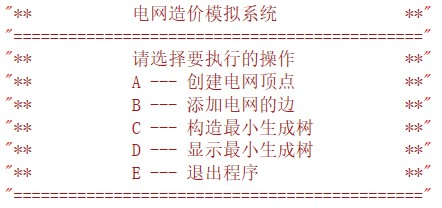 "**          电网造价模拟系统          **"
"============================================"
"**          请选择要执行的操作          **"
"**          A --- 创建电网顶点          **"
"**          B --- 添加电网的边          **"
"**          C --- 构造最小生成树          **"
"**          D --- 显示最小生成树          **"
"**          E --- 退出程序          **"
"============================================"